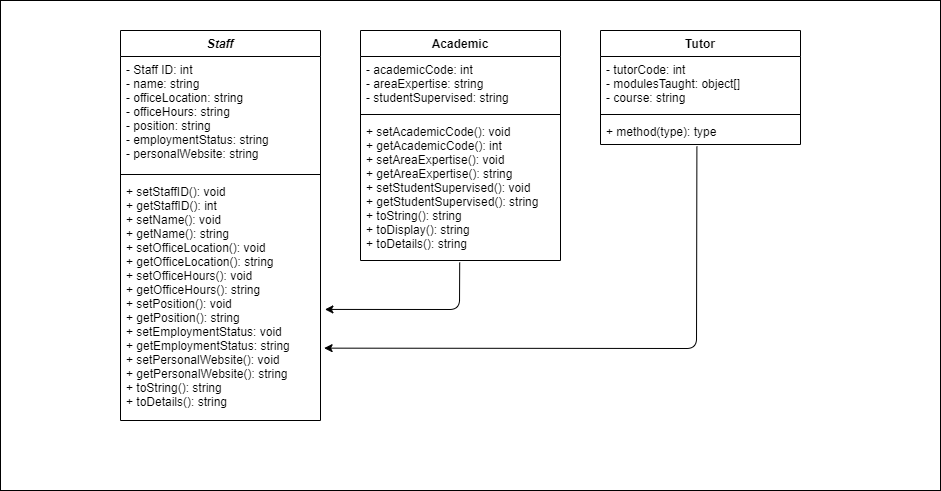 Staff
- Staff ID: int
- name: string
- officeLocation: string
- officeHours: string
- position: string
- employmentStatus: string
- personalWebsite: string
+ setStaffID(): void
+ getStaffID(): int
+ setName(): void
+ getName(): string
+ setOfficeLocation(): void
+ getOfficeLocation(): string
+ setOfficeHours(): void
+ getOfficeHours(): string
+ setPosition(): void
+ getPosition(): string
+ setEmploymentStatus: void
+ getEmploymentStatus: string
+ setPersonalWebsite(): void
+ getPersonalWebsite(): string
+ toString(): string
+ toDetails(): string
Academic
- academicCode: int
- areaExpertise: string
- studentSupervised: string
+ setAcademicCode(): void
+ getAcademicCode(): int
+ setAreaExpertise(): void
+ getAreaExpertise(): string
+ setStudentSupervised(): void
+ getStudentSupervised(): string
+ toString(): string
+ toDisplay(): string
+ toDetails(): string
Tutor
- tutorCode: int
- modulesTaught: object[]
- course: string
+ method(type): type